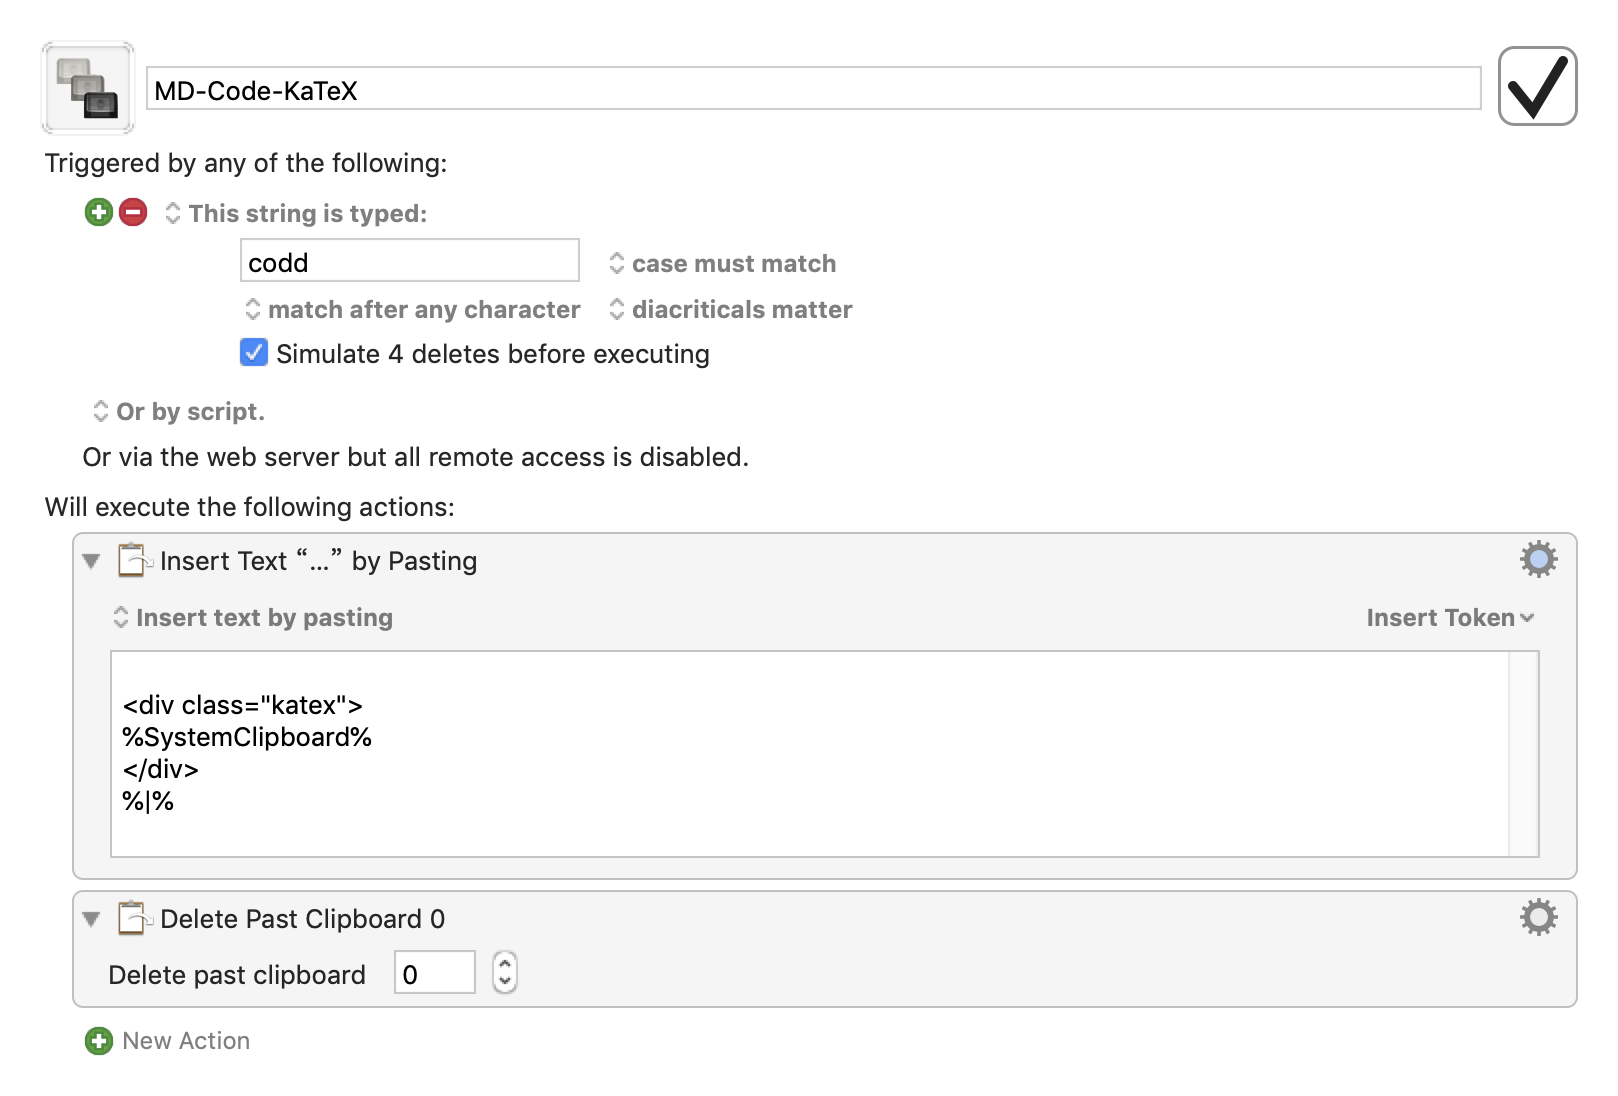 MD-Code-KaTeX
Triggered by any of the following:
This string is typed:
codd
case must match
match after any character
diacriticals matter
Simulate 4 deletes before executing
Or by script.
Or via the web server but all remote access is disabled.
Will execute the following actions:
Insert Text “…” by Pasting
Insert text by pasting
Insert Token
<div class="katex">
%SystemClipboard%
</div>
%|%
Delete Past Clipboard 0
Delete past clipboard 0
New Action